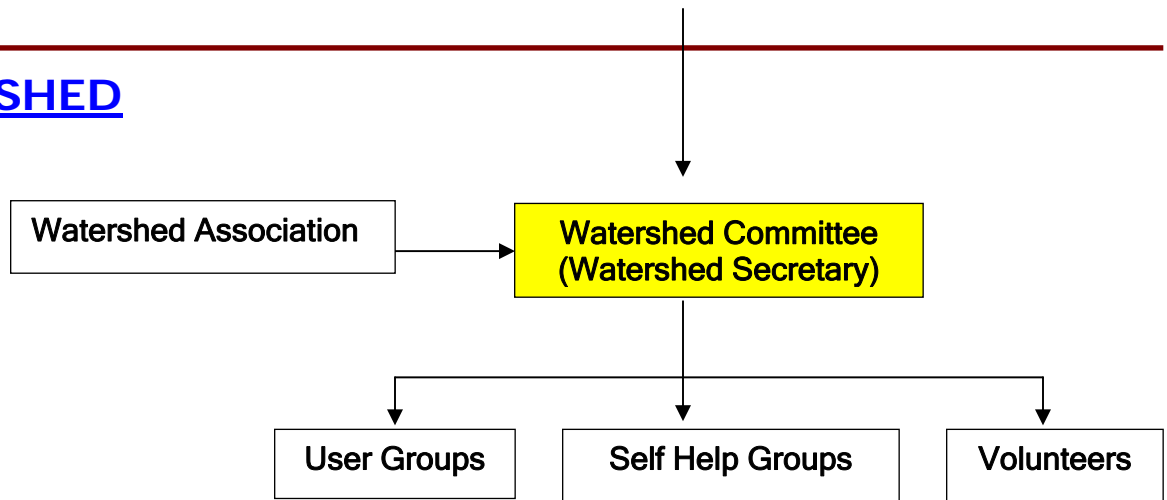 SHED
Watershed Association
Watershed Committee
(Watershed Secretary)
User Groups
Self Help Groups
Volunteers